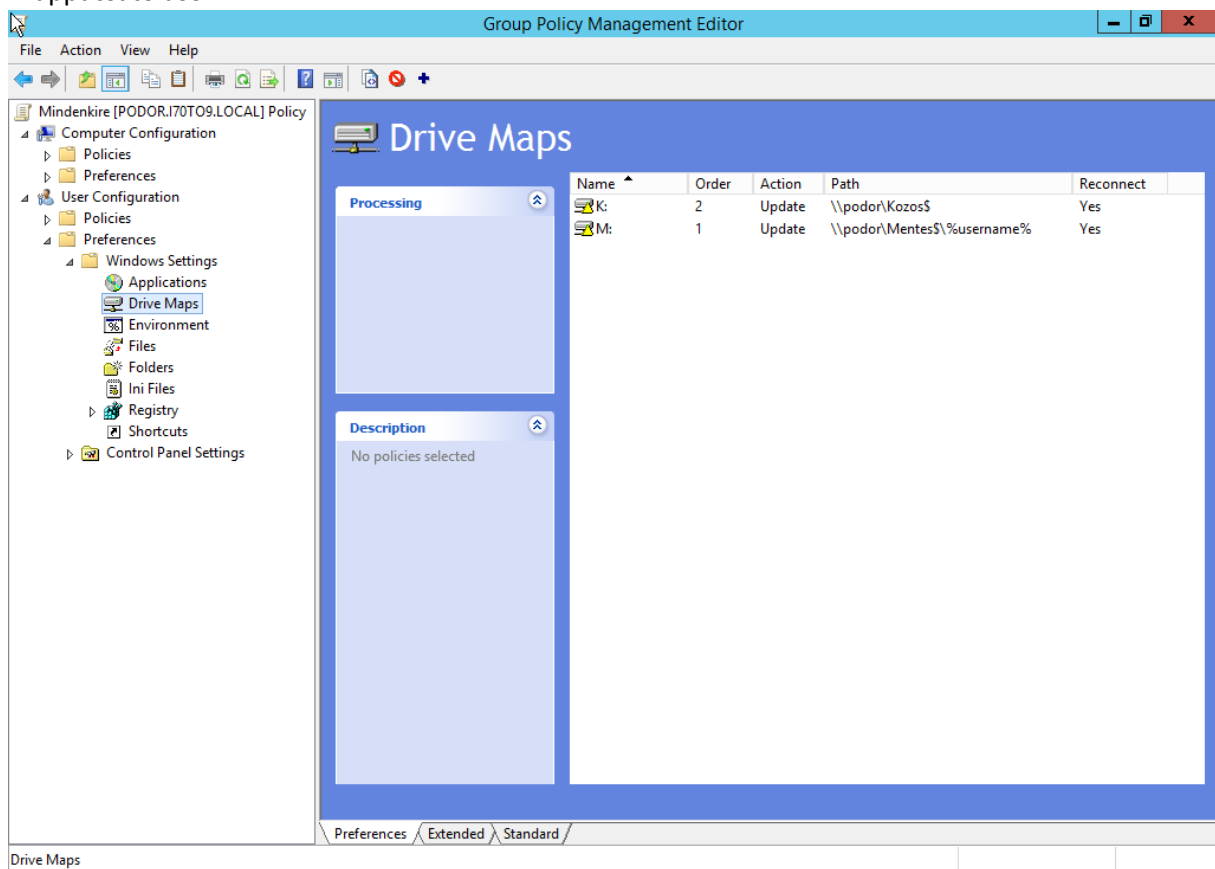 Group Policy Management Editor
File Action View Help
Mindenkire [PODOR.I70TO9.LOCAL] Policy
Computer Configuration
Policies
Preferences
User Configuration
Policies
Preferences
Windows Settings
Applications
Drive Maps
Environment
Files
Folders
Ini Files
Registry
Shortcuts
Control Panel Settings
Drive Maps
Processing
Description
No policies selected
Name Order Action Path Reconnect
K: 2 Update \\podor\Kozos$ Yes
M: 1 Update \\podor\Mentes$\%username% Yes
Preferences Extended Standard
Drive Maps